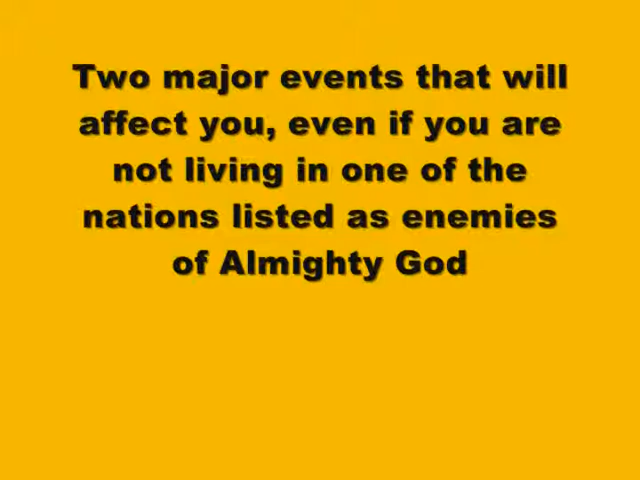 Two major events that will
affect you, even if you are
not living in one of the
nations listed as enemies
of Almighty God